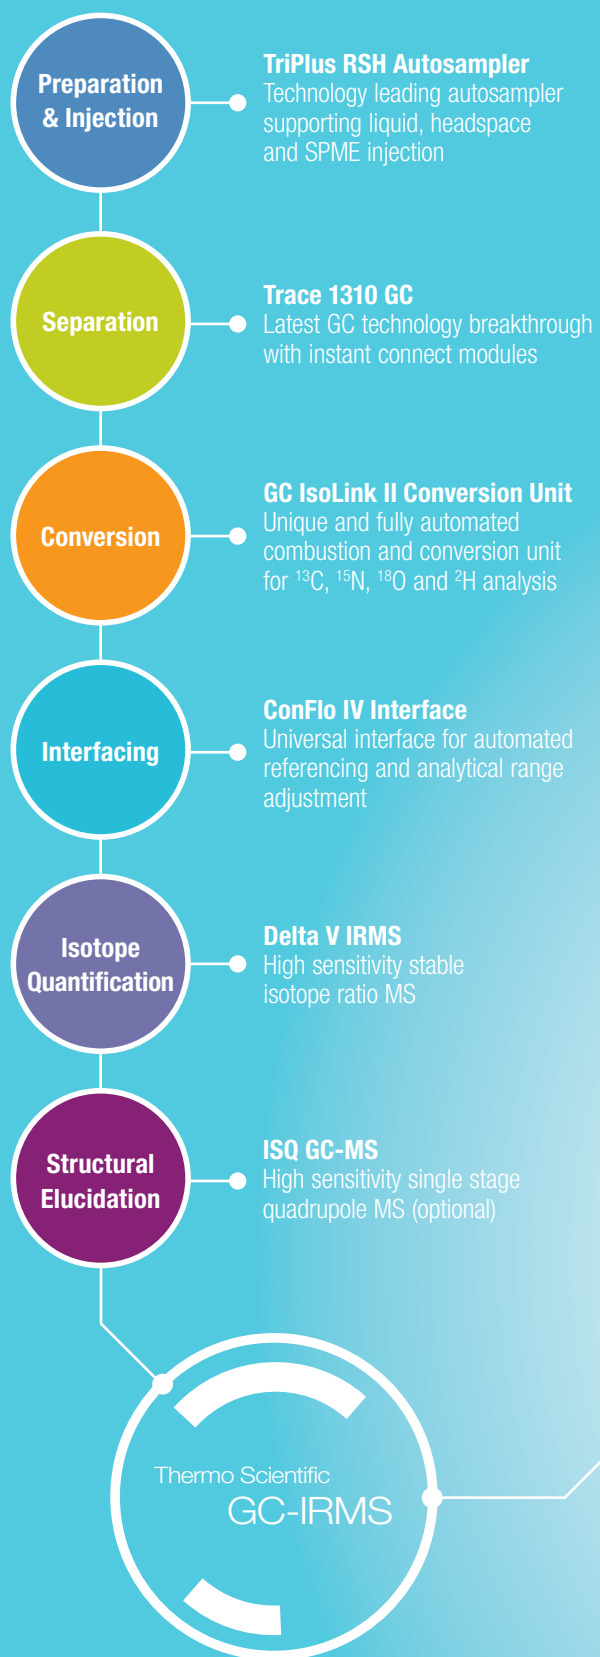 Preparation
& Injection
TriPlus RSH Autosampler
Technology leading autosampler
supporting liquid, headspace
and SPME injection
Separation
Trace 1310 GC
Latest GC technology breakthrough
with instant connect modules
Conversion
GC IsoLink II Conversion Unit
Unique and fully automated
combustion and conversion unit
for ¹³C, ¹⁵N, ¹⁸O and ²H analysis
Interfacing
ConFlo IV Interface
Universal interface for automated
referencing and analytical range
adjustment
Isotope
Quantification
Delta V IRMS
High sensitivity stable
isotope ratio MS
Structural
Elucidation
ISQ GC-MS
High sensitivity single stage
quadrupole MS (optional)
Thermo Scientific
GC-IRMS